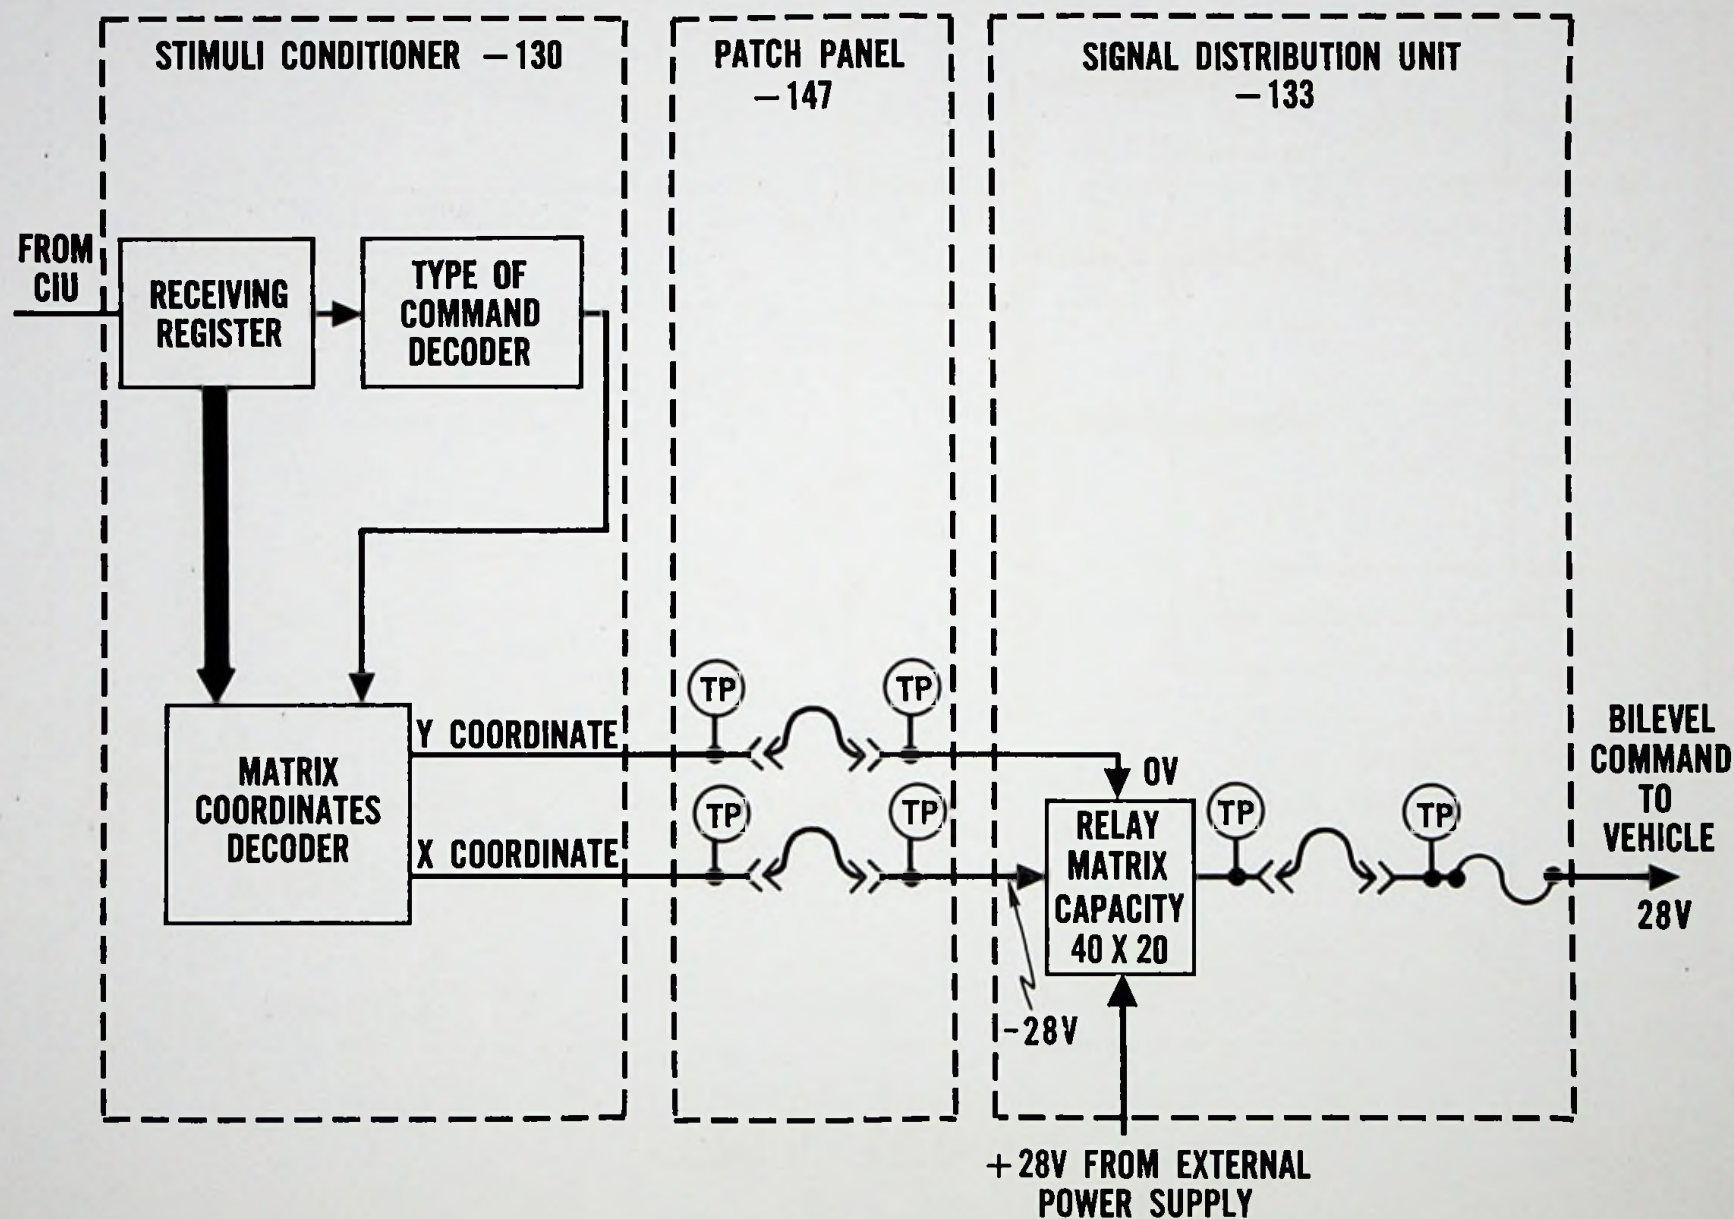 STIMULI CONDITIONER -130
PATCH PANEL
-147
SIGNAL DISTRIBUTION UNIT
-133
FROM
CIU
RECEIVING
REGISTER
TYPE OF
COMMAND
DECODER
MATRIX
COORDINATES
DECODER
Y COORDINATE
X COORDINATE
TP
TP
TP
TP
0V
-28V
RELAY
MATRIX
CAPACITY
40 X 20
TP
TP
BILEVEL
COMMAND
TO
VEHICLE
28V
+28V FROM EXTERNAL
POWER SUPPLY